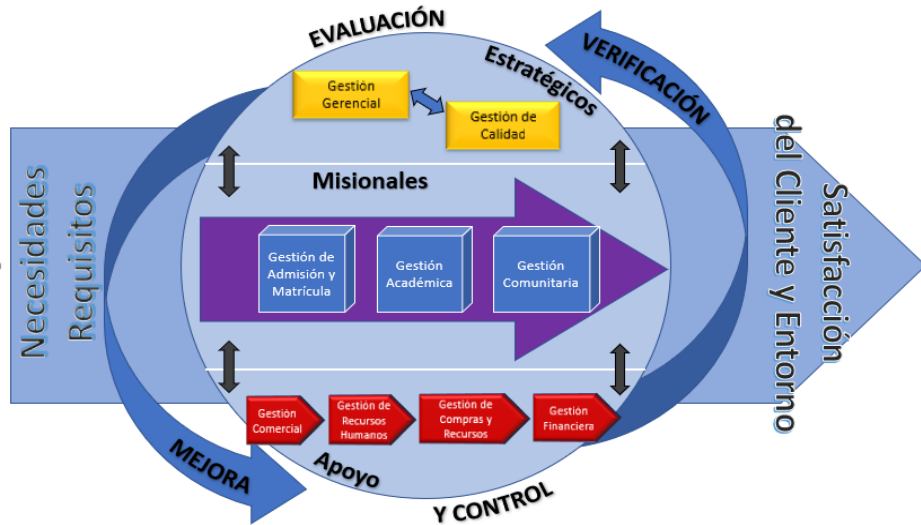 EVALUACIÓN
Estratégicos
VERIFICACIÓN
Gestión
Gerencial
Gestión de
Calidad
Necesidades
Requisitos
Misionales
Gestión de
Admisión y
Matrícula
Gestión
Académica
Gestión
Comunitaria
Satisfacción
del Cliente y Entorno
Gestión
Comercial
Gestión de
Recursos
Humanos
Gestión de
Compras y
Recursos
Gestión
Financiera
MEJORA
Apoyo
Y CONTROL